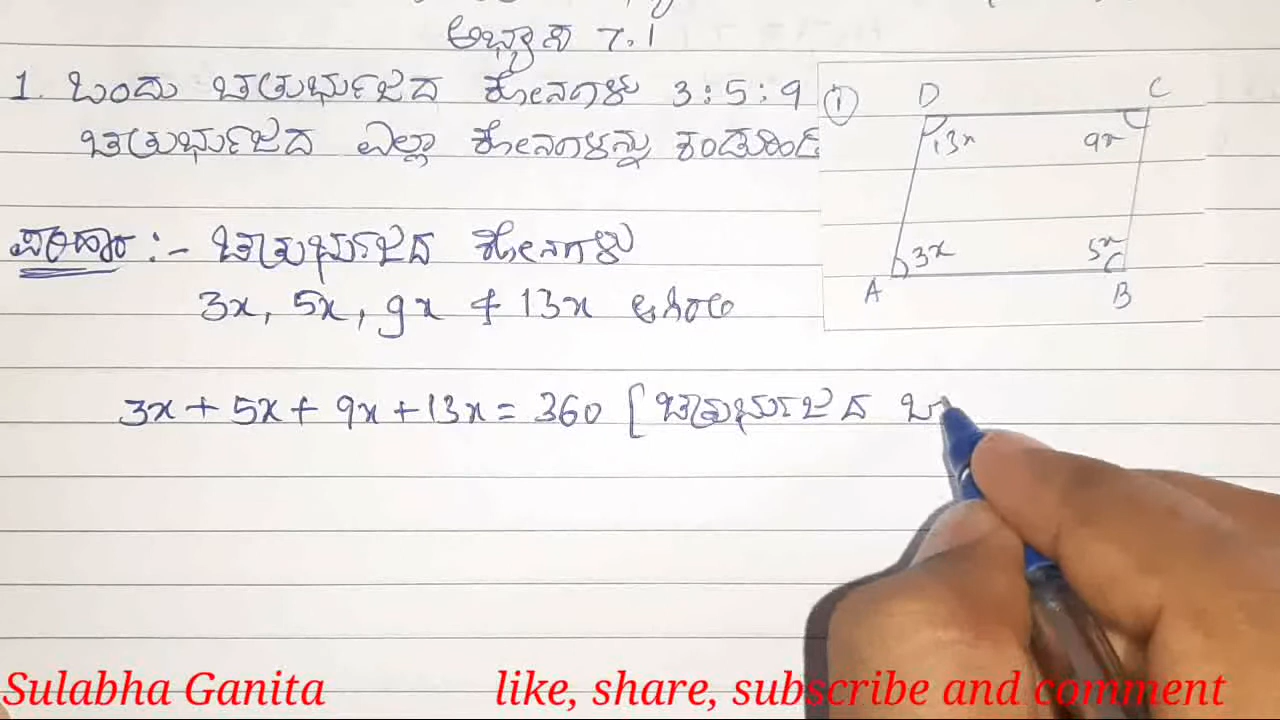 ಅಭ್ಯಾಸ 7.1
1. ಒಂದು ಚತುರ್ಭುಜದ ಕೋನಗಳು 3:5:9
ಚತುರ್ಭುಜದ ಎಲ್ಲಾ ಕೋನಗಳನ್ನು ಕಂಡುಹಿಡಿ
① D C
13x 9x
3x 5x
A B
ಪರಿಹಾರ :- ಚತುರ್ಭುಜದ ಕೋನಗಳು
3x, 5x, 9x & 13x ಆಗಿರಲಿ
3x + 5x + 9x + 13x = 360 [ ಚತುರ್ಭುಜದ ಒ
Sulabha Ganita like, share, subscribe and comment